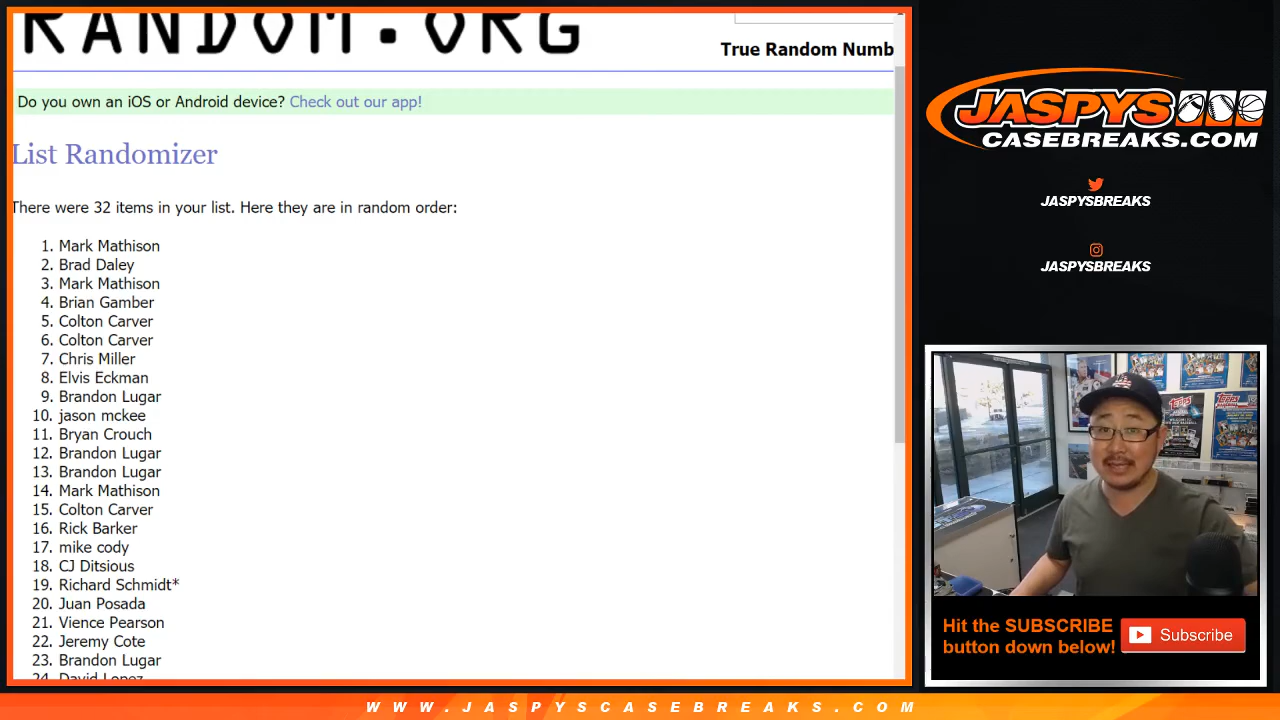 RANDOM.ORG
True Random Numb
Do you own an iOS or Android device? Check out our app!
List Randomizer
There were 32 items in your list. Here they are in random order:
1. Mark Mathison
2. Brad Daley
3. Mark Mathison
4. Brian Gamber
5. Colton Carver
6. Colton Carver
7. Chris Miller
8. Elvis Eckman
9. Brandon Lugar
10. jason mckee
11. Bryan Crouch
12. Brandon Lugar
13. Brandon Lugar
14. Mark Mathison
15. Colton Carver
16. Rick Barker
17. mike cody
18. CJ Ditsious
19. Richard Schmidt*
20. Juan Posada
21. Vience Pearson
22. Jeremy Cote
23. Brandon Lugar
24. David Lopez
JASPYS
CASEBREAKS.COM
JASPYSBREAKS
JASPYSBREAKS
Hit the SUBSCRIBE
button down below!
Subscribe
WWW.JASPYSCASEBREAKS.COM